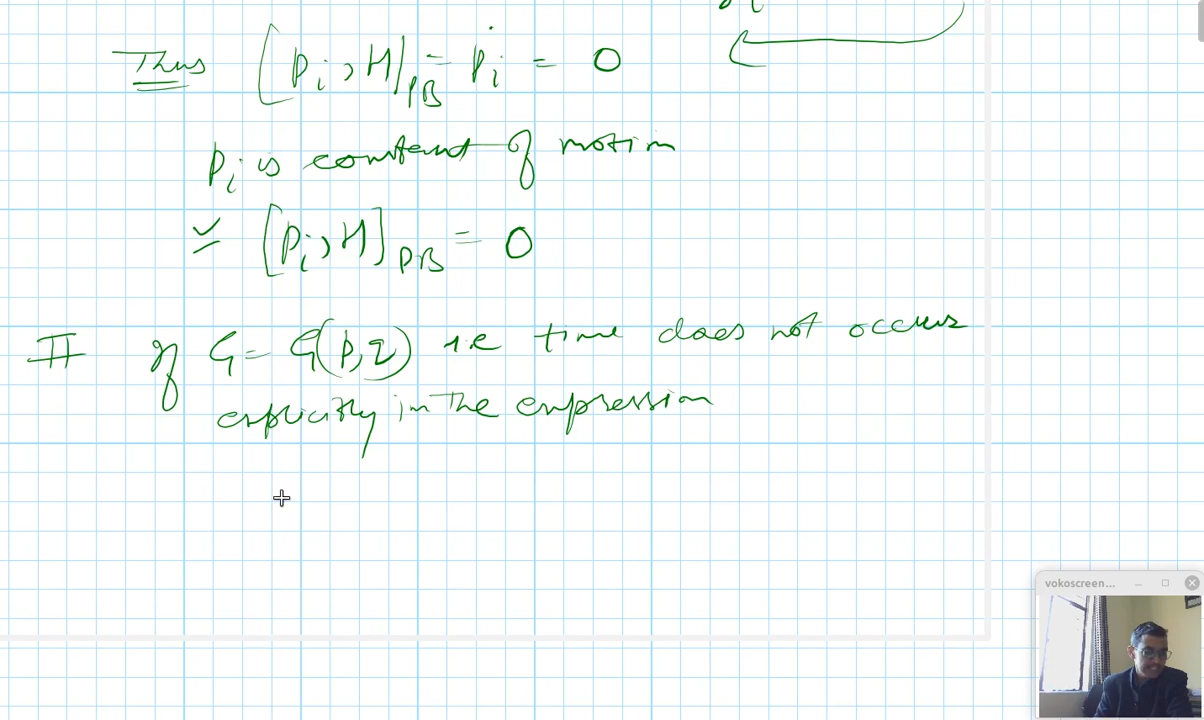 Thus [pi, H]PB = ṗi = 0
pi is constant of motion
[pi, H]PB = 0
II If G = G(p,q) i.e time does not occurs
explicitly in the expression
vokoscreen...